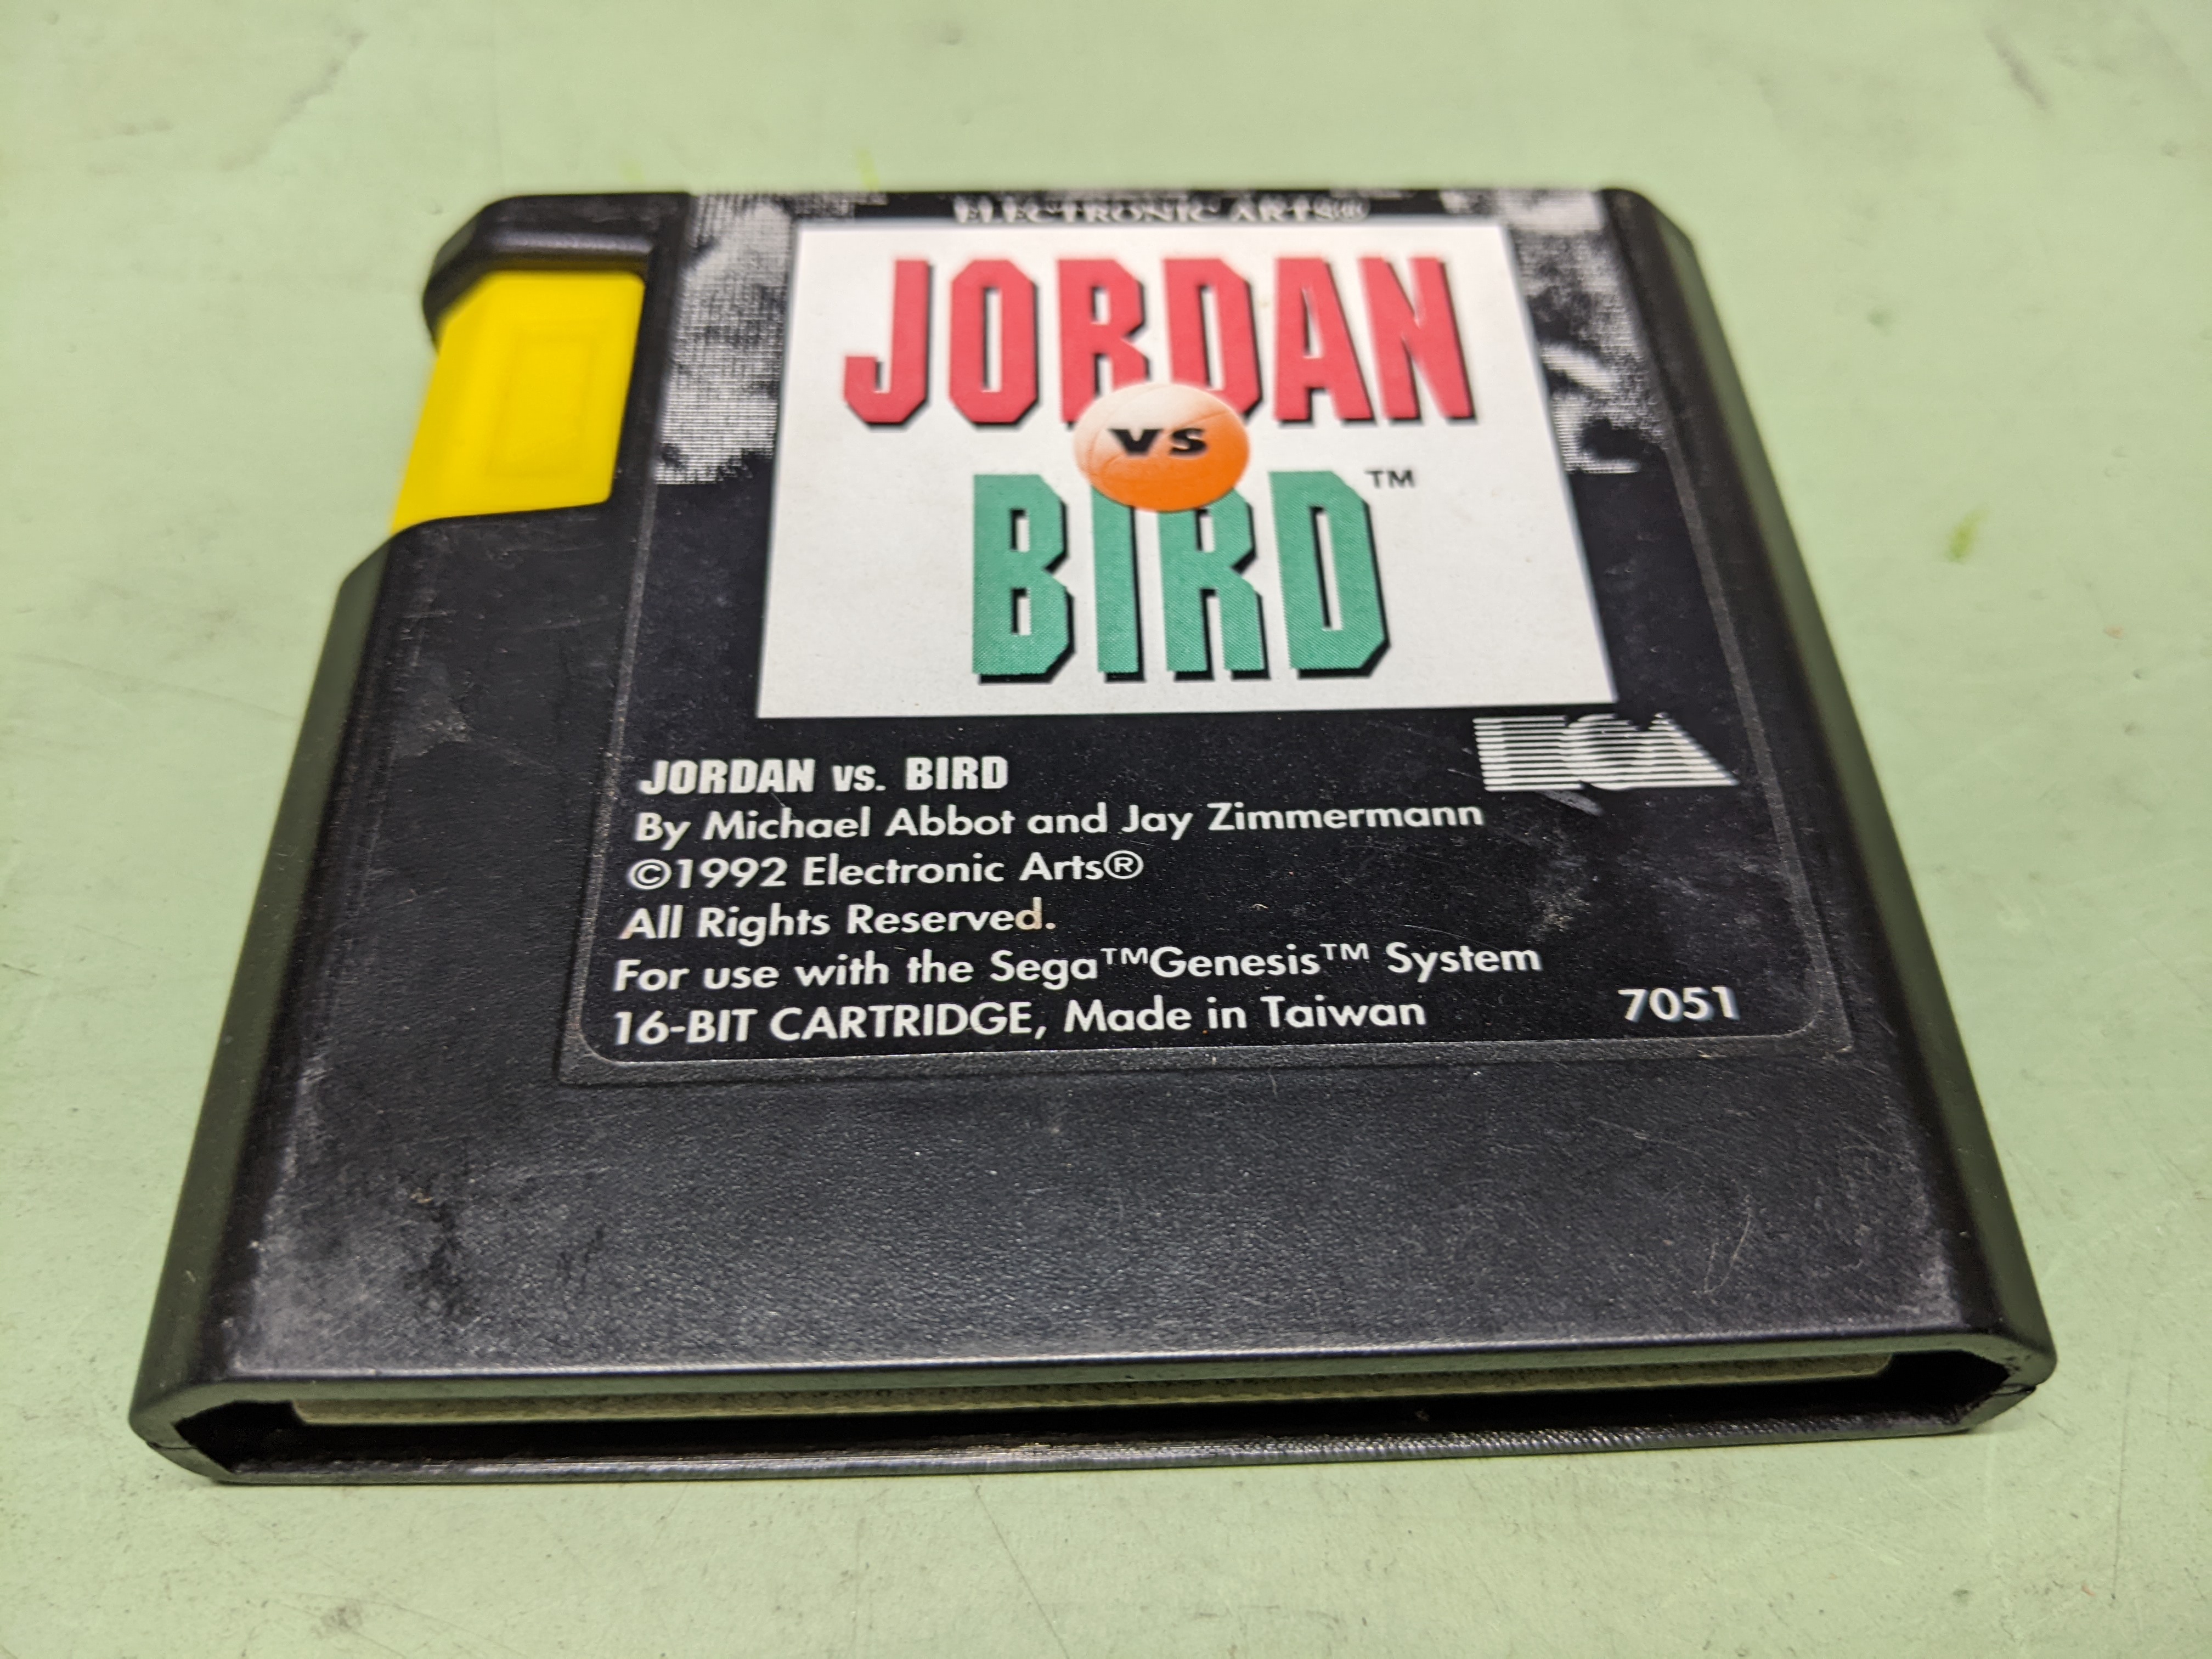 ELECTRONIC ARTS®
JORDAN
VS
BIRD™
EA
JORDAN vs. BIRD
By Michael Abbot and Jay Zimmermann
©1992 Electronic Arts®
All Rights Reserved.
For use with the Sega™Genesis™ System
16-BIT CARTRIDGE, Made in Taiwan
7051